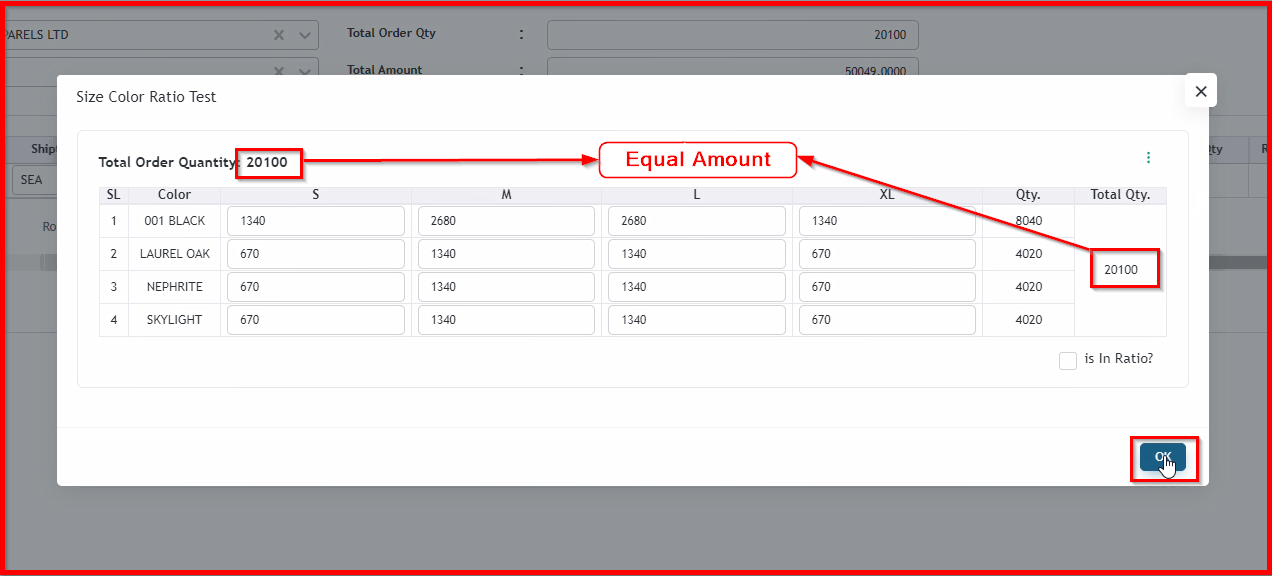 PARELS LTD Total Order Qty : 20100
Total Amount : 50049.0000
Size Color Ratio Test
Total Order Quantity: 20100 Equal Amount
SL Color S M L XL Qty. Total Qty.
1 001 BLACK 1340 2680 2680 1340 8040
2 LAUREL OAK 670 1340 1340 670 4020
20100
3 NEPHRITE 670 1340 1340 670 4020
4 SKYLIGHT 670 1340 1340 670 4020
is In Ratio?
OK
Ship
Qty
R
SEA
Ro